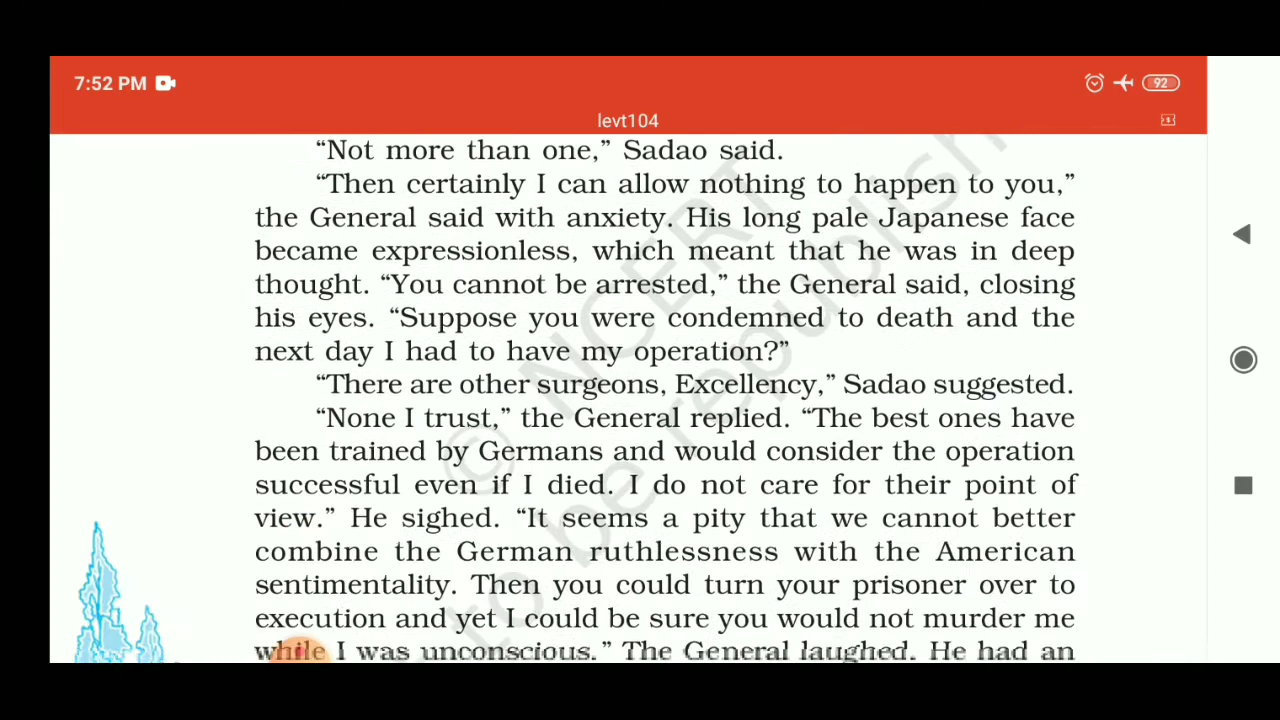 7:52 PM
92
levt104
“Not more than one,” Sadao said.
“Then certainly I can allow nothing to happen to you,”
the General said with anxiety. His long pale Japanese face
became expressionless, which meant that he was in deep
thought. “You cannot be arrested,” the General said, closing
his eyes. “Suppose you were condemned to death and the
next day I had to have my operation?”
“There are other surgeons, Excellency,” Sadao suggested.
“None I trust,” the General replied. “The best ones have
been trained by Germans and would consider the operation
successful even if I died. I do not care for their point of
view.” He sighed. “It seems a pity that we cannot better
combine the German ruthlessness with the American
sentimentality. Then you could turn your prisoner over to
execution and yet I could be sure you would not murder me
while I was unconscious.” The General laughed. He had an
© NCERT
to be republish